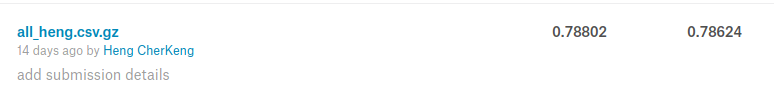 all_heng.csv.gz 0.78802 0.78624
14 days ago by Heng CherKeng
add submission details